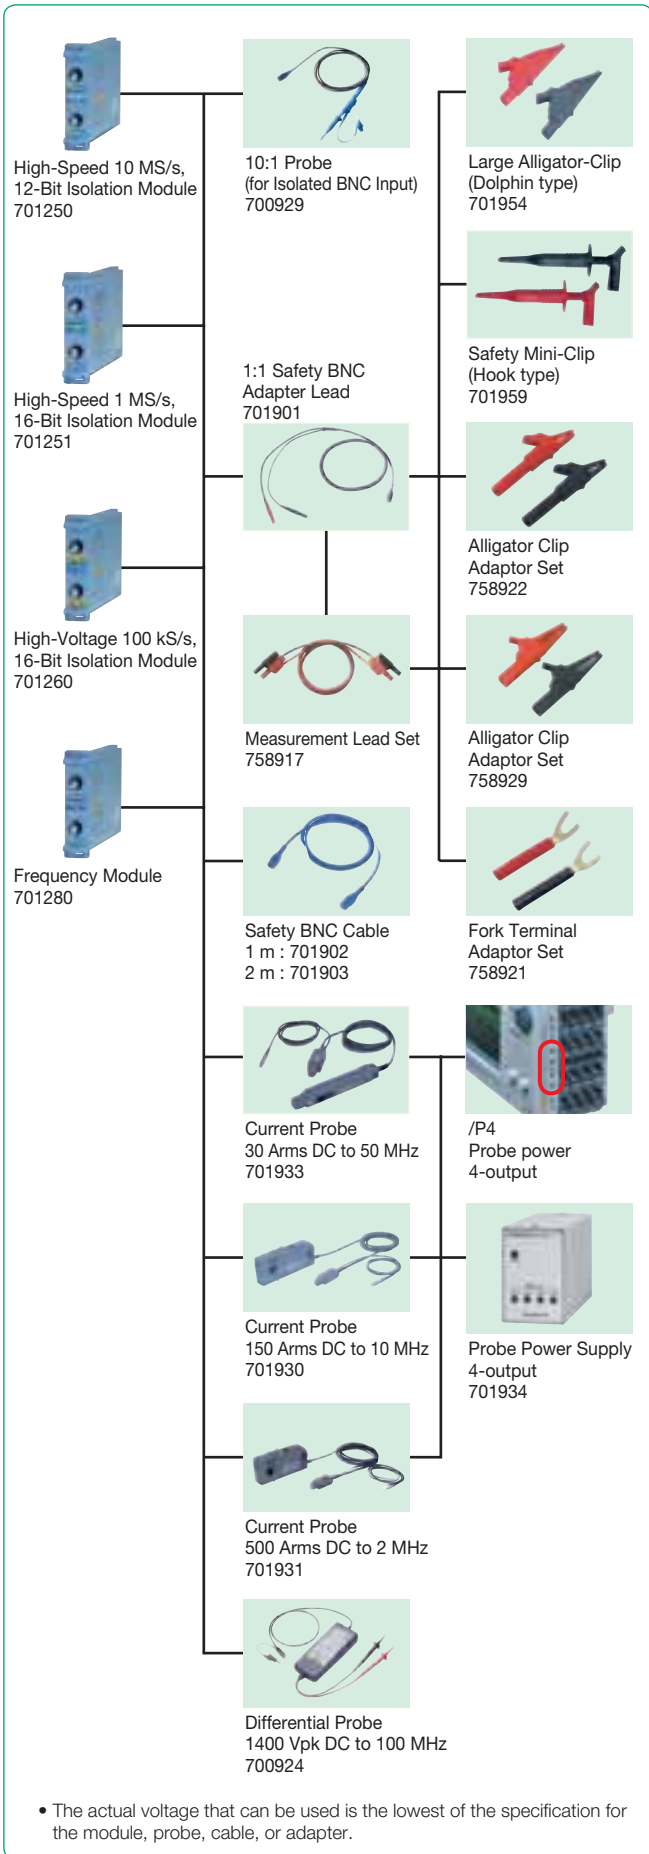 High-Speed 10 MS/s,
12-Bit Isolation Module
701250
High-Speed 1 MS/s,
16-Bit Isolation Module
701251
High-Voltage 100 kS/s,
16-Bit Isolation Module
701260
Frequency Module
701280
10:1 Probe
(for Isolated BNC Input)
700929
1:1 Safety BNC
Adapter Lead
701901
Measurement Lead Set
758917
Safety BNC Cable
1 m : 701902
2 m : 701903
Current Probe
30 Arms DC to 50 MHz
701933
Current Probe
150 Arms DC to 10 MHz
701930
Current Probe
500 Arms DC to 2 MHz
701931
Differential Probe
1400 Vpk DC to 100 MHz
700924
Large Alligator-Clip
(Dolphin type)
701954
Safety Mini-Clip
(Hook type)
701959
Alligator Clip
Adaptor Set
758922
Alligator Clip
Adaptor Set
758929
Fork Terminal
Adaptor Set
758921
/P4
Probe power
4-output
Probe Power Supply
4-output
701934
• The actual voltage that can be used is the lowest of the specification for
the module, probe, cable, or adapter.